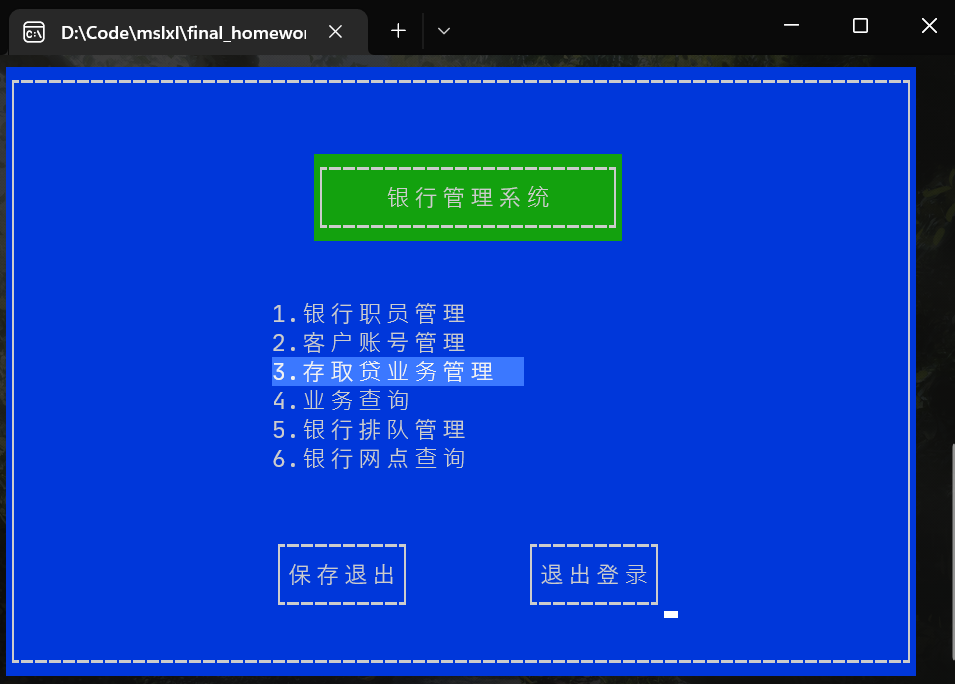 D:\Code\mslxl\final_homewo
银行管理系统
1.银行职员管理
2.客户账号管理
3.存取贷业务管理
4.业务查询
5.银行排队管理
6.银行网点查询
保存退出 退出登录